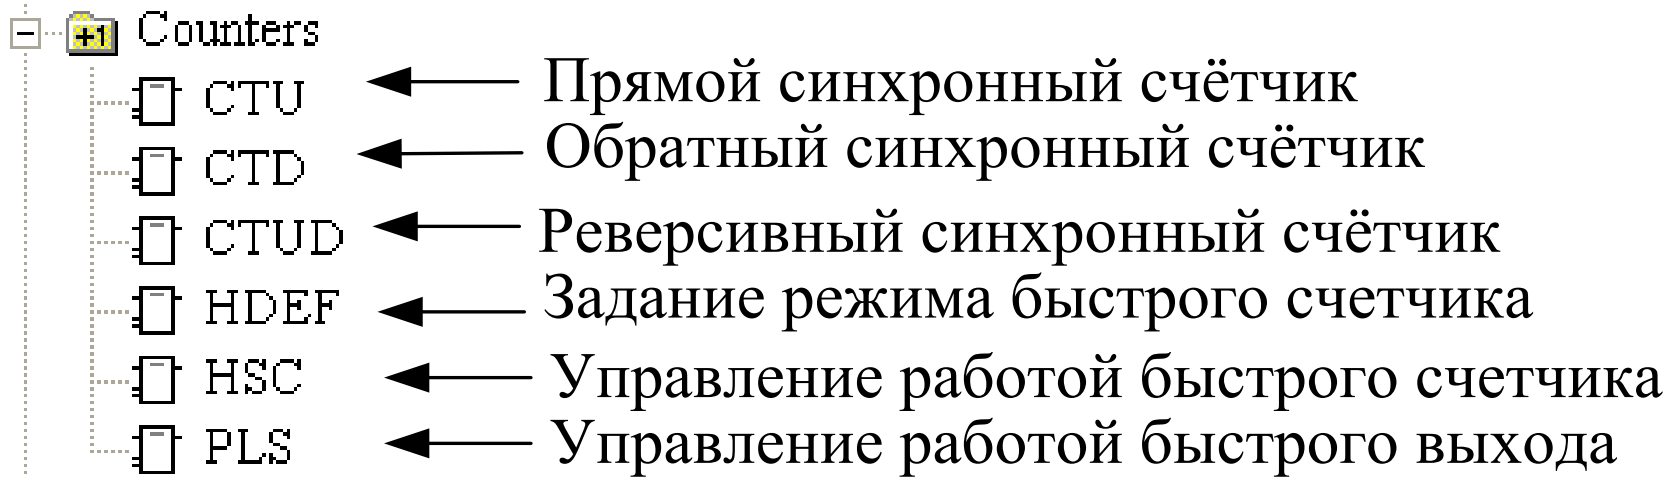 Counters
CTU Прямой синхронный счётчик
CTD Обратный синхронный счётчик
CTUD Реверсивный синхронный счётчик
HDEF Задание режима быстрого счетчика
HSC Управление работой быстрого счетчика
PLS Управление работой быстрого выхода